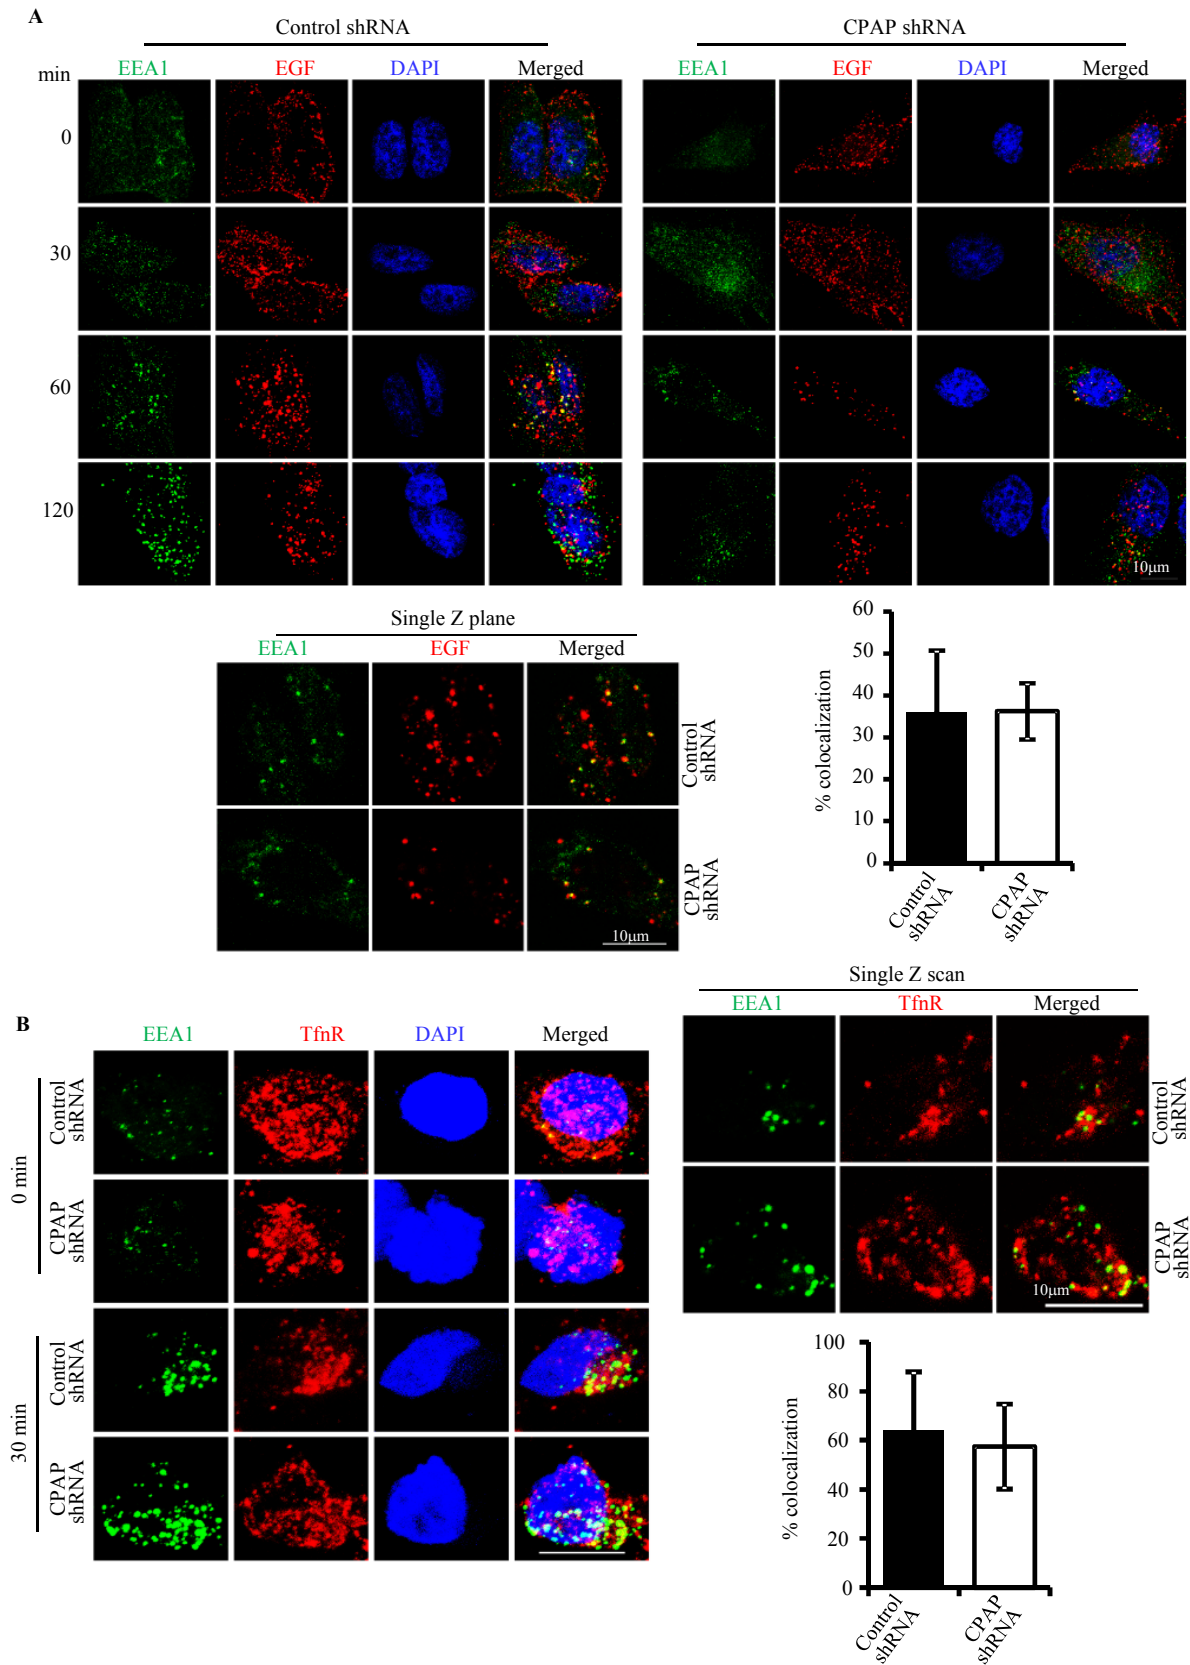 A
Control shRNA
CPAP shRNA
min
EEA1 EGF DAPI Merged
EEA1 EGF DAPI Merged
0
30
60
120
10μm
Single Z plane
EEA1 EGF Merged
Control
shRNA
CPAP
shRNA
10μm
60
50
40
30
20
10
0
% colocalization
Control
shRNA
CPAP
shRNA
B
EEA1 TfnR DAPI Merged
0 min
Control
shRNA
CPAP
shRNA
30 min
Control
shRNA
CPAP
shRNA
Single Z scan
EEA1 TfnR Merged
Control
shRNA
CPAP
shRNA
10μm
100
80
60
40
20
0
% colocalization
Control
shRNA
CPAP
shRNA